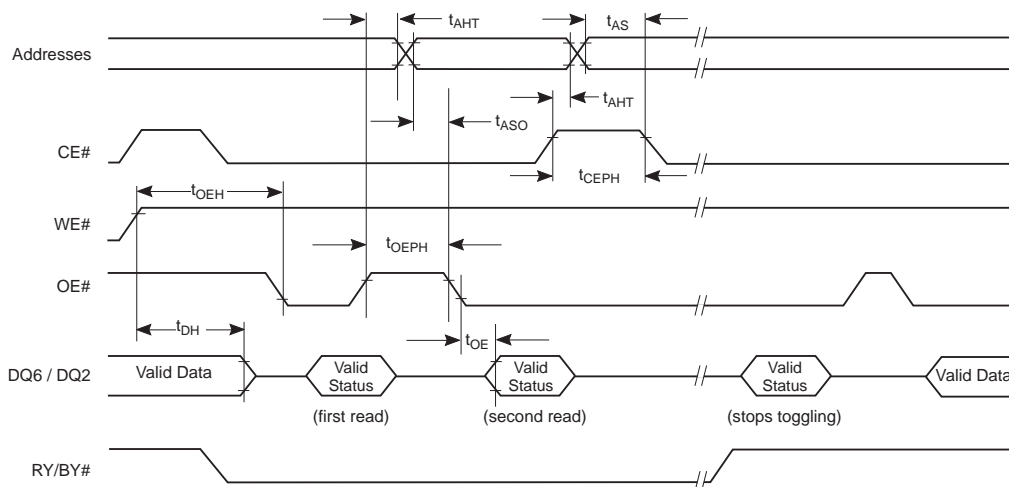 tAHT
tAS
Addresses
tAHT
tASO
CE#
tCEPH
tOEH
WE#
tOEPH
OE#
tDH
tOE
DQ6 / DQ2
Valid Data
Valid
Status
Valid
Status
Valid
Status
Valid Data
(first read)
(second read)
(stops toggling)
RY/BY#